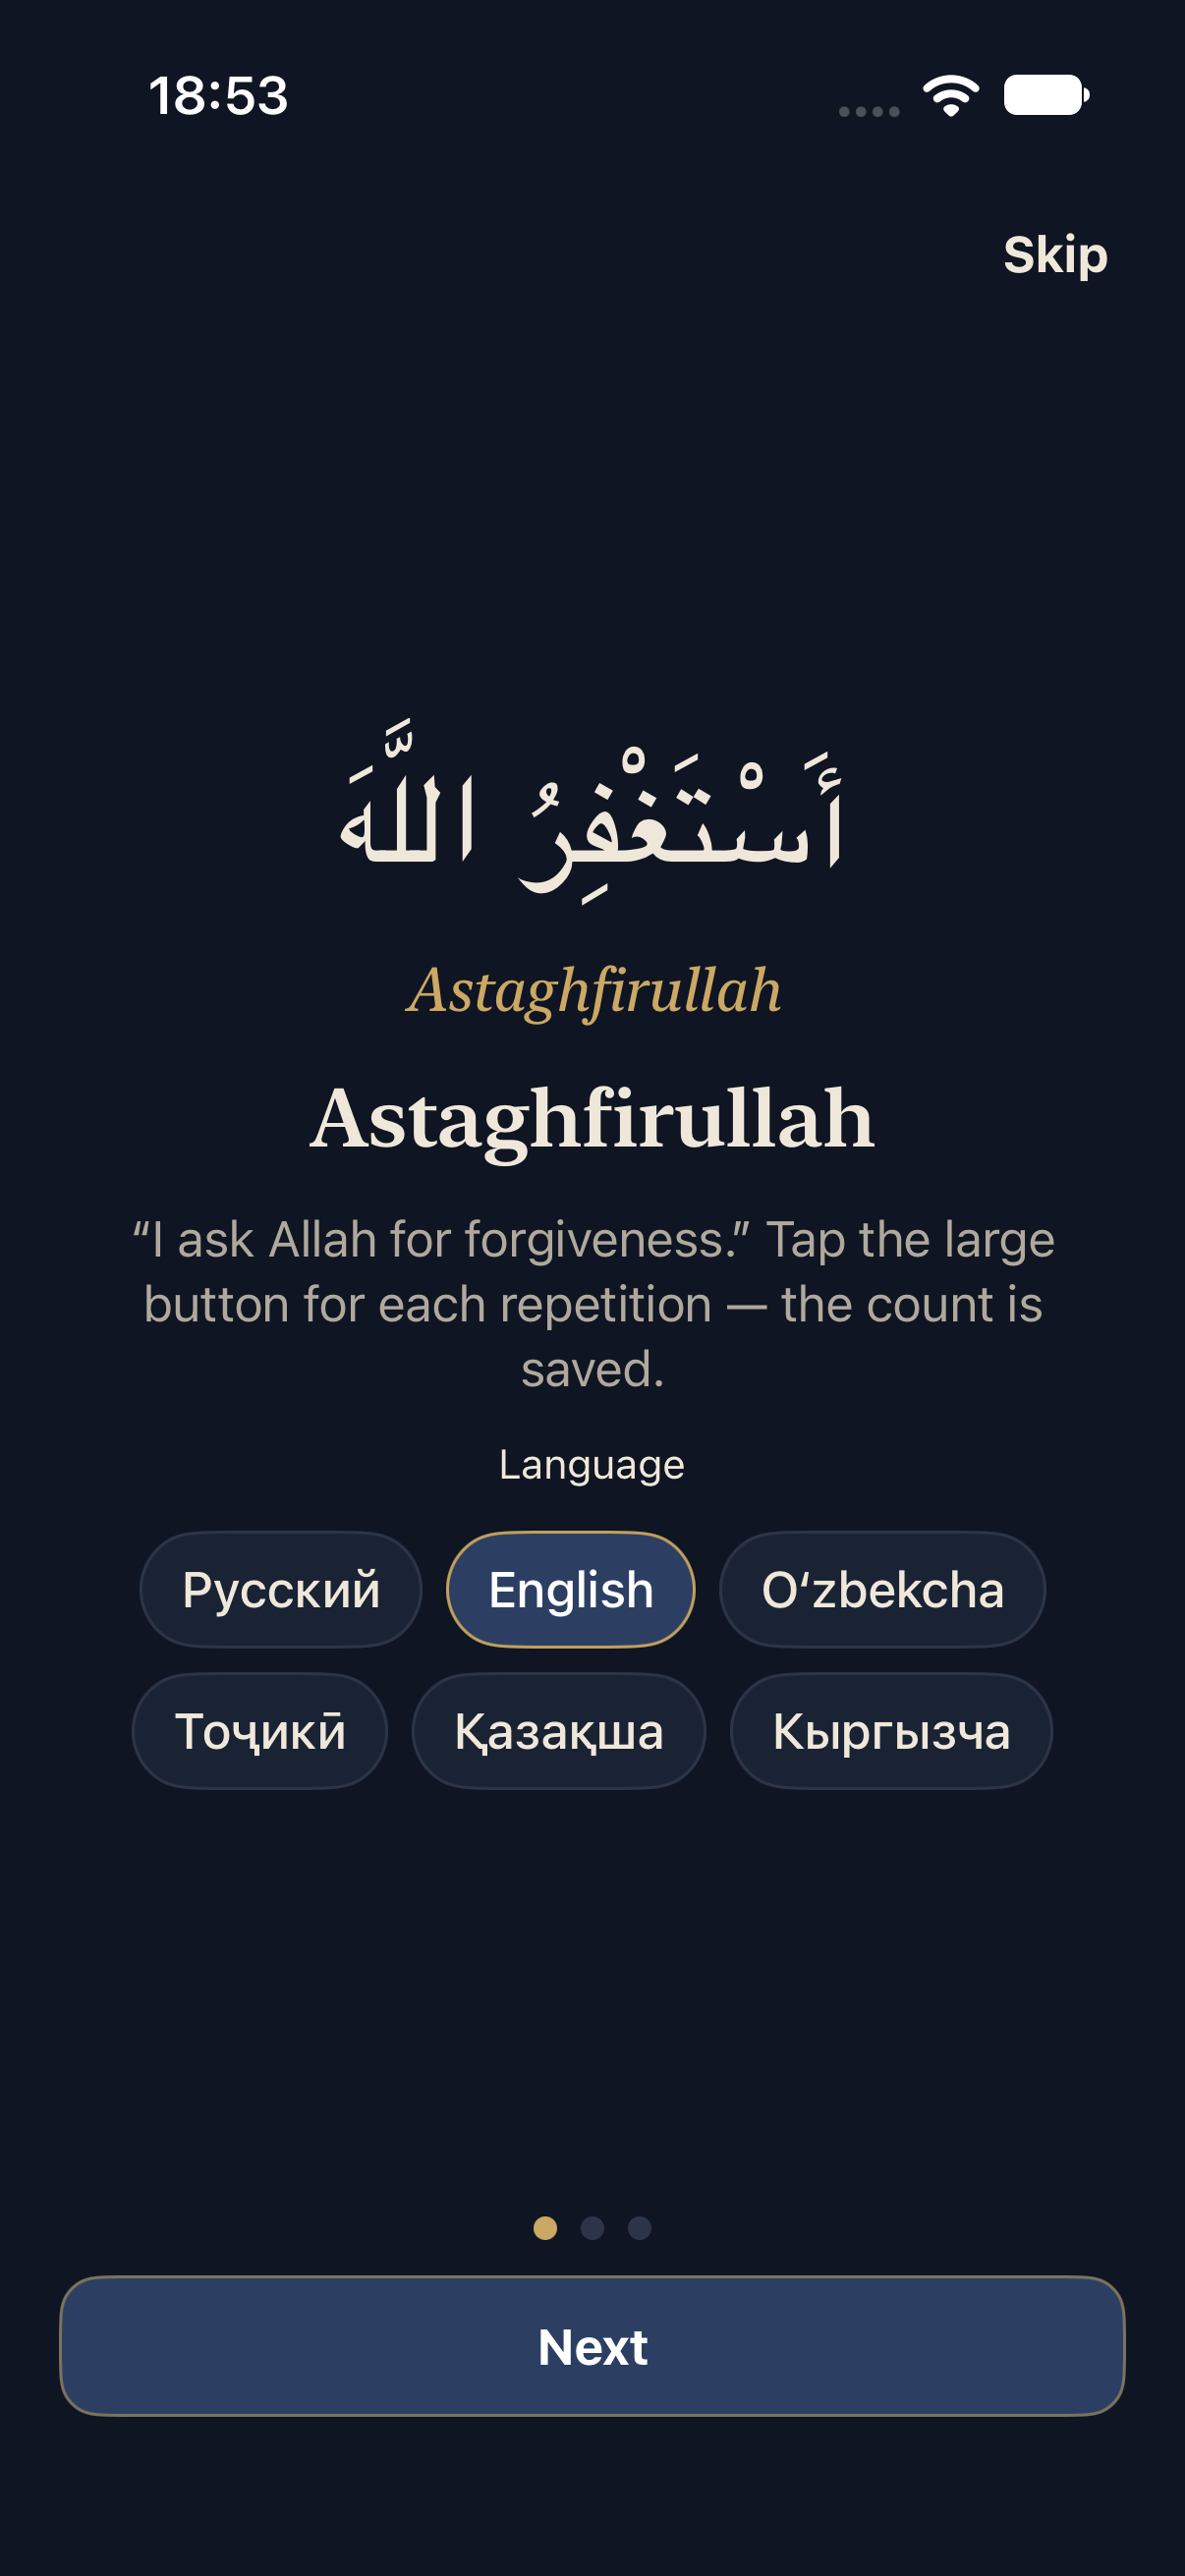 18:53
Skip
أَسْتَغْفِرُ اللَّهَ
Astaghfirullah
Astaghfirullah
“I ask Allah for forgiveness.” Tap the large
button for each repetition — the count is
saved.
Language
Русский English Oʻzbekcha
Тоҷикӣ Қазақша Кыргызча
Next